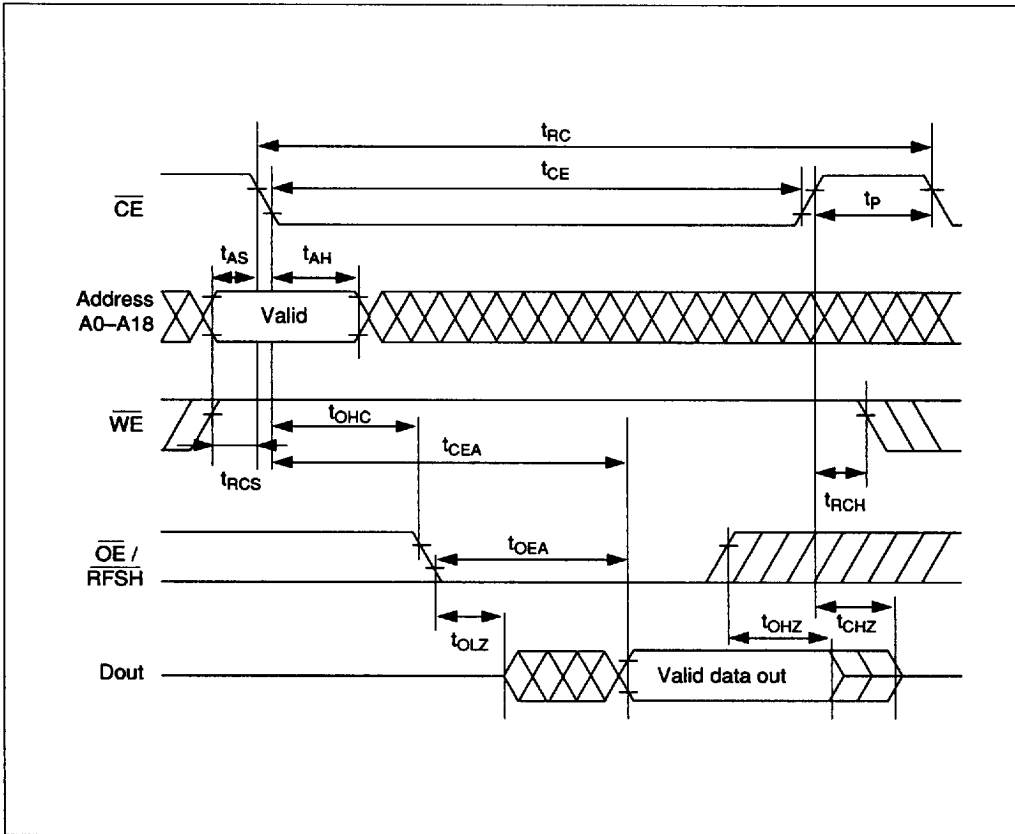 tRC
tCE
CE
tP
tAS
tAH
Address
A0–A18
Valid
WE
tOHC
tCEA
tRCS
tRCH
OE /
RFSH
tOEA
tOLZ
tOHZ
tCHZ
Dout
Valid data out